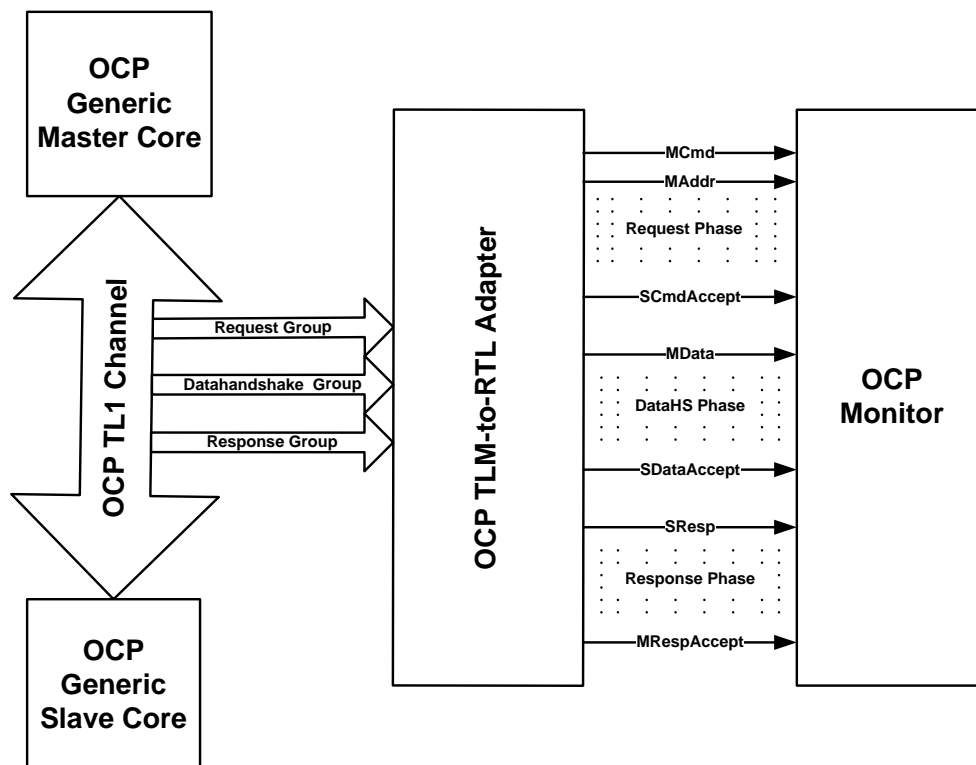 OCP
Generic
Master Core
OCP TL1 Channel
Request Group
Datahandshake Group
Response Group
OCP
Generic
Slave Core
OCP TLM-to-RTL Adapter
MCmd
MAddr
Request Phase
SCmdAccept
MData
DataHS Phase
SDataAccept
SResp
Response Phase
MRespAccept
OCP
Monitor